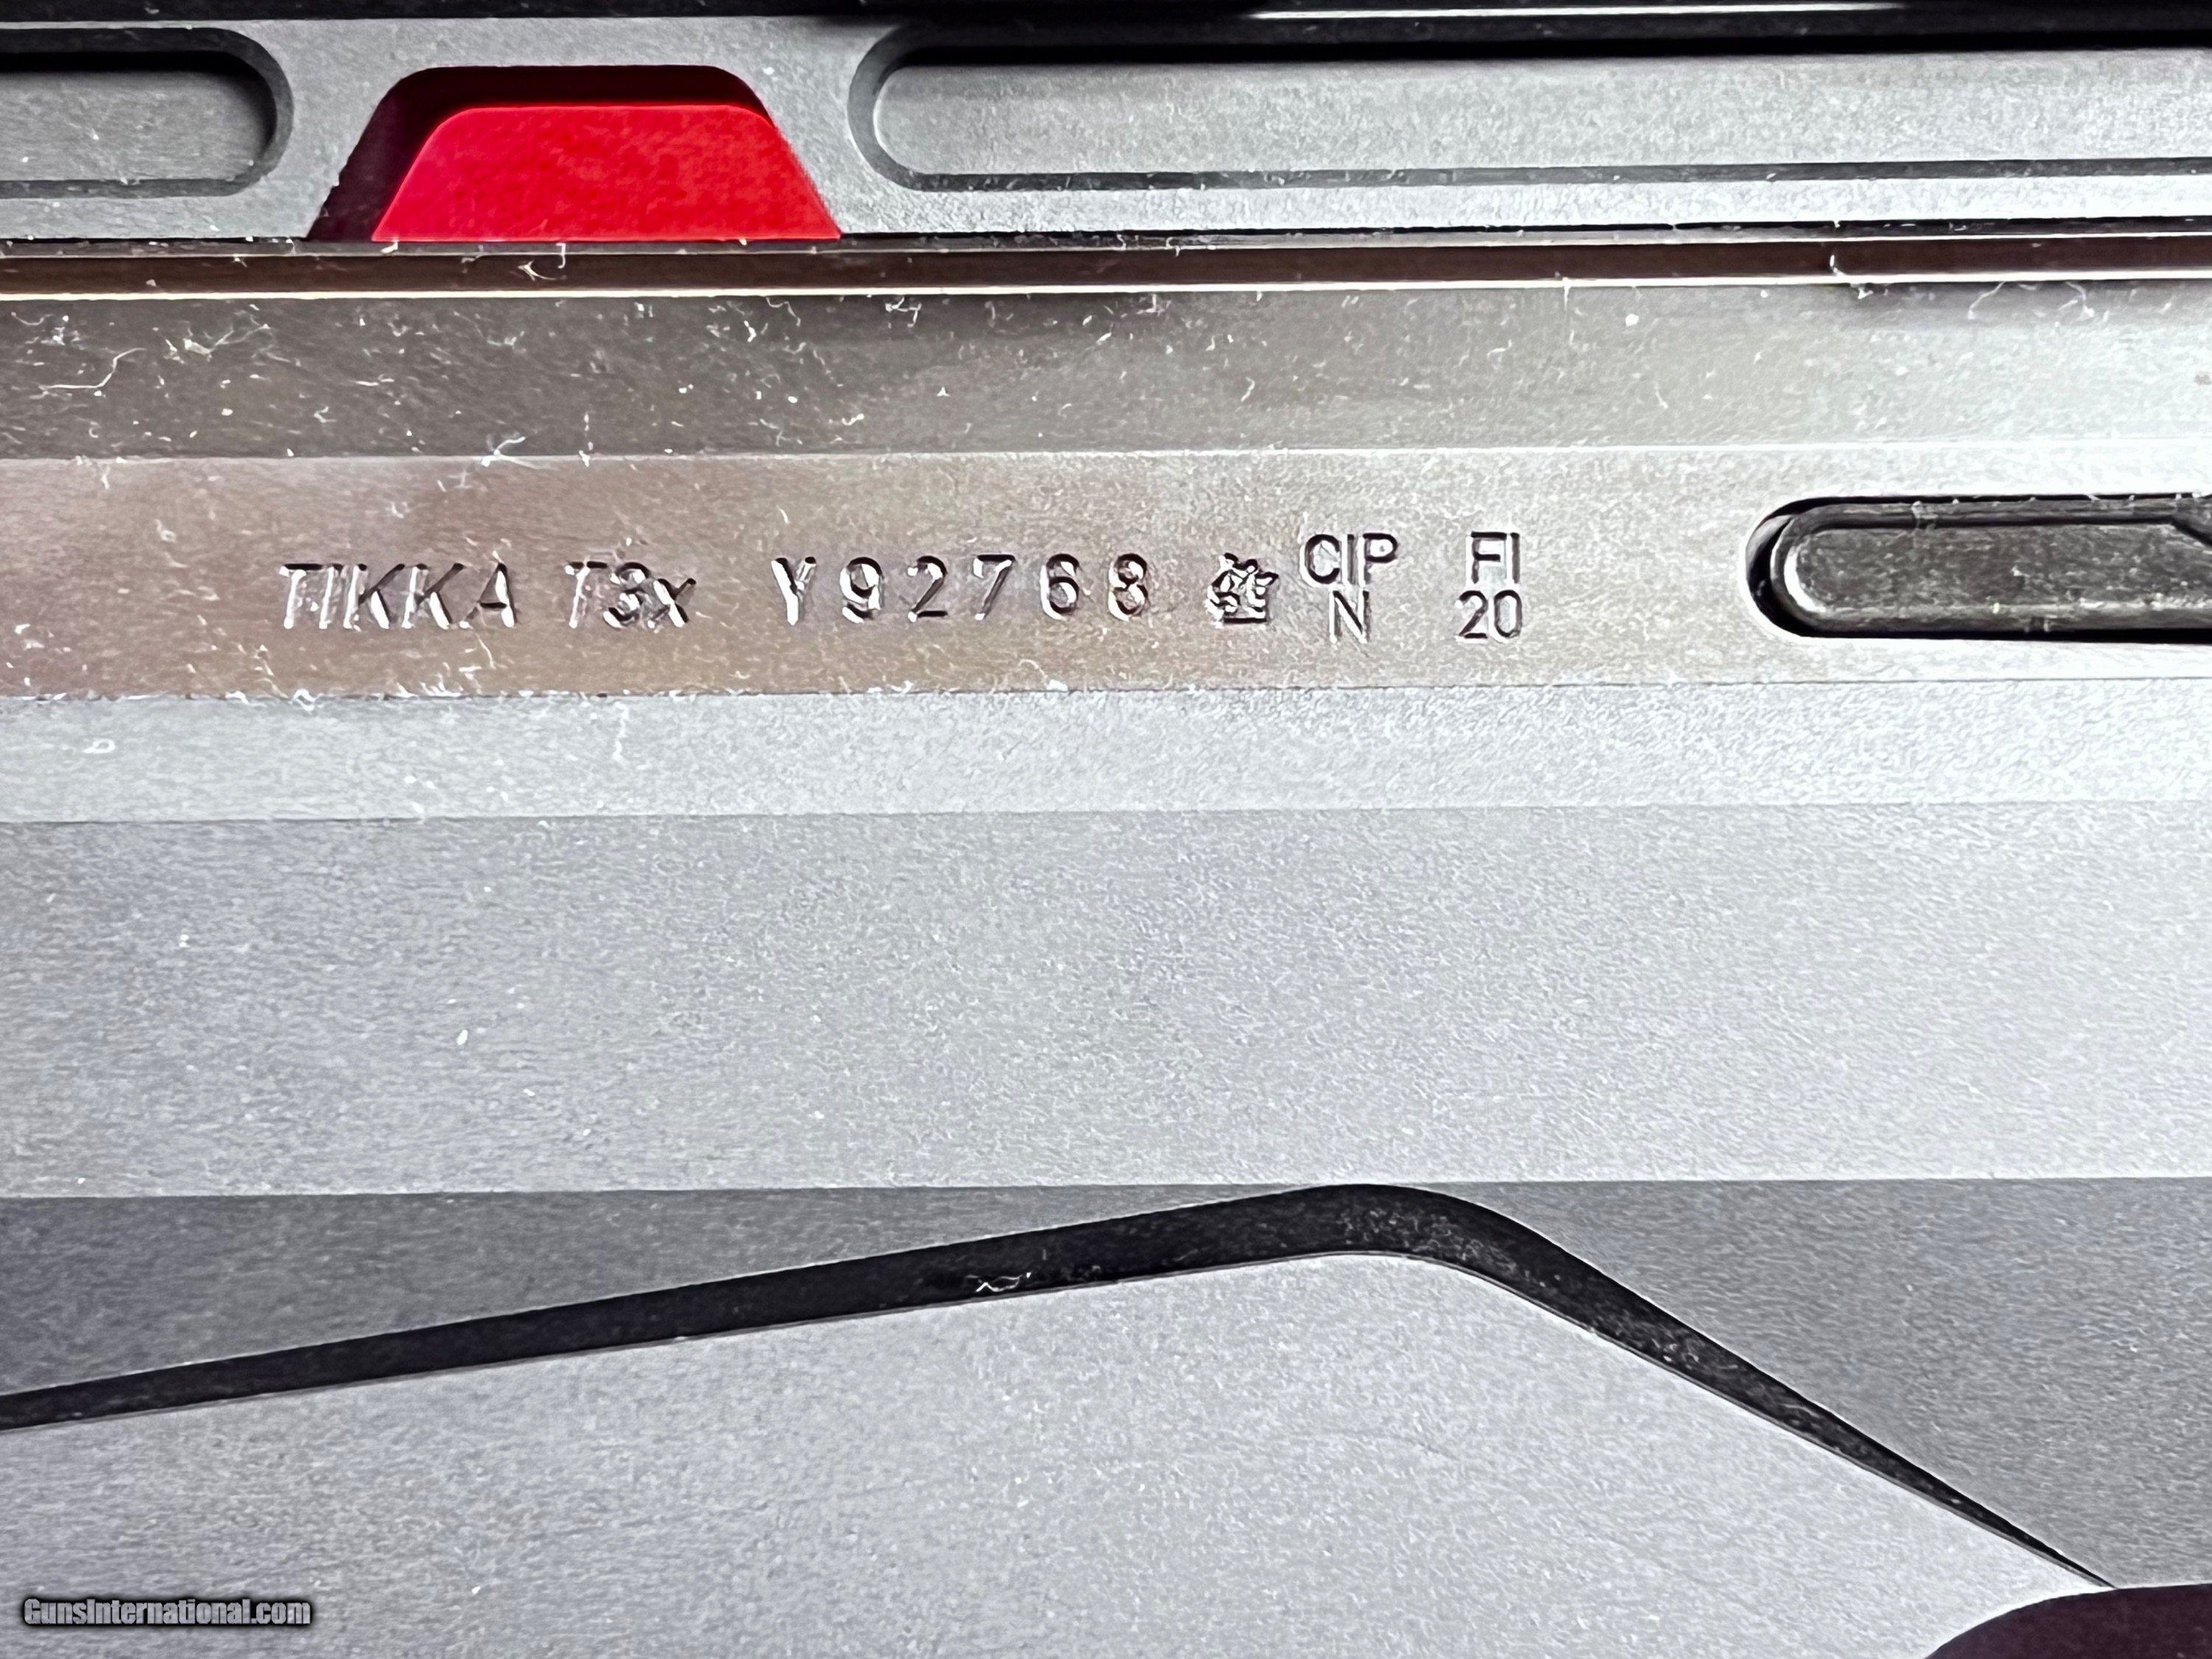 TIKKA T3x Y92768 CIP FI
N 20
GunsInternational.com